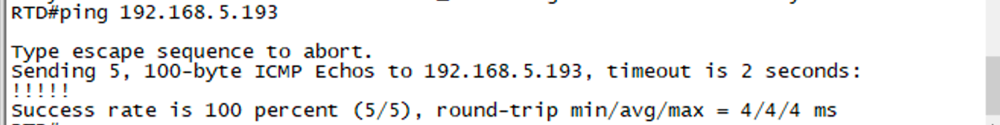 RTD#ping 192.168.5.193
Type escape sequence to abort.
Sending 5, 100-byte ICMP Echos to 192.168.5.193, timeout is 2 seconds:
!!!!!
Success rate is 100 percent (5/5), round-trip min/avg/max = 4/4/4 ms